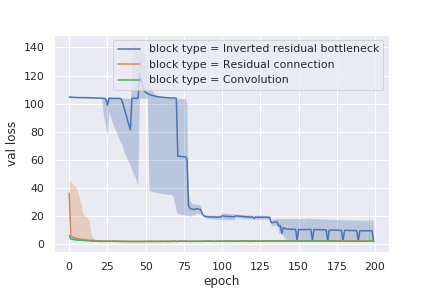 140
120
100
80
60
40
20
0
val loss
block type = Inverted residual bottleneck
block type = Residual connection
block type = Convolution
0 25 50 75 100 125 150 175 200
epoch